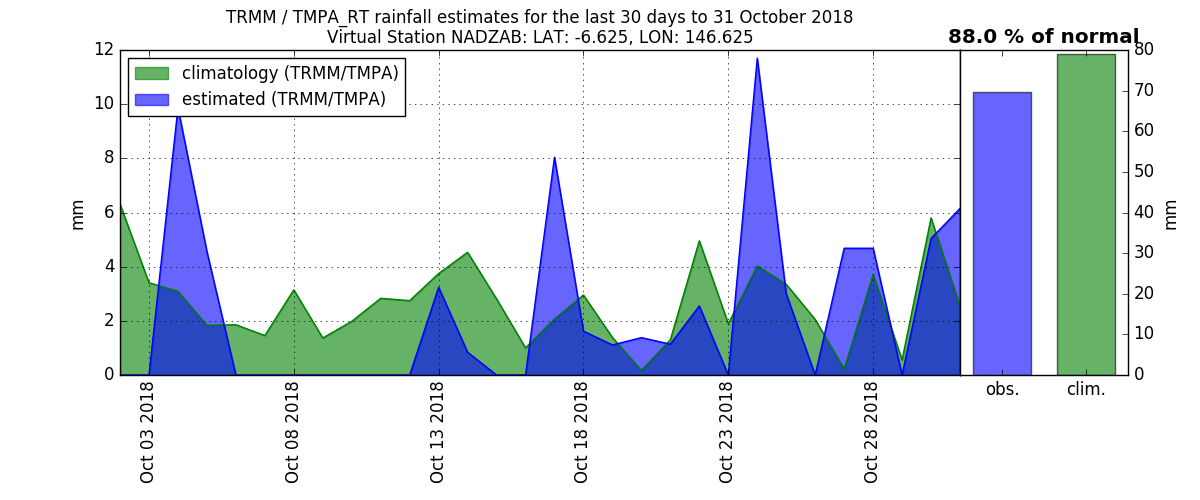 TRMM / TMPA_RT rainfall estimates for the last 30 days to 31 October 2018
Virtual Station NADZAB: LAT: -6.625, LON: 146.625
88.0 % of normal
climatology (TRMM/TMPA)
estimated (TRMM/TMPA)
mm
12
10
8
6
4
2
0
Oct 03 2018
Oct 08 2018
Oct 13 2018
Oct 18 2018
Oct 23 2018
Oct 28 2018
obs.
clim.
80
70
60
50
40
30
20
10
0
mm